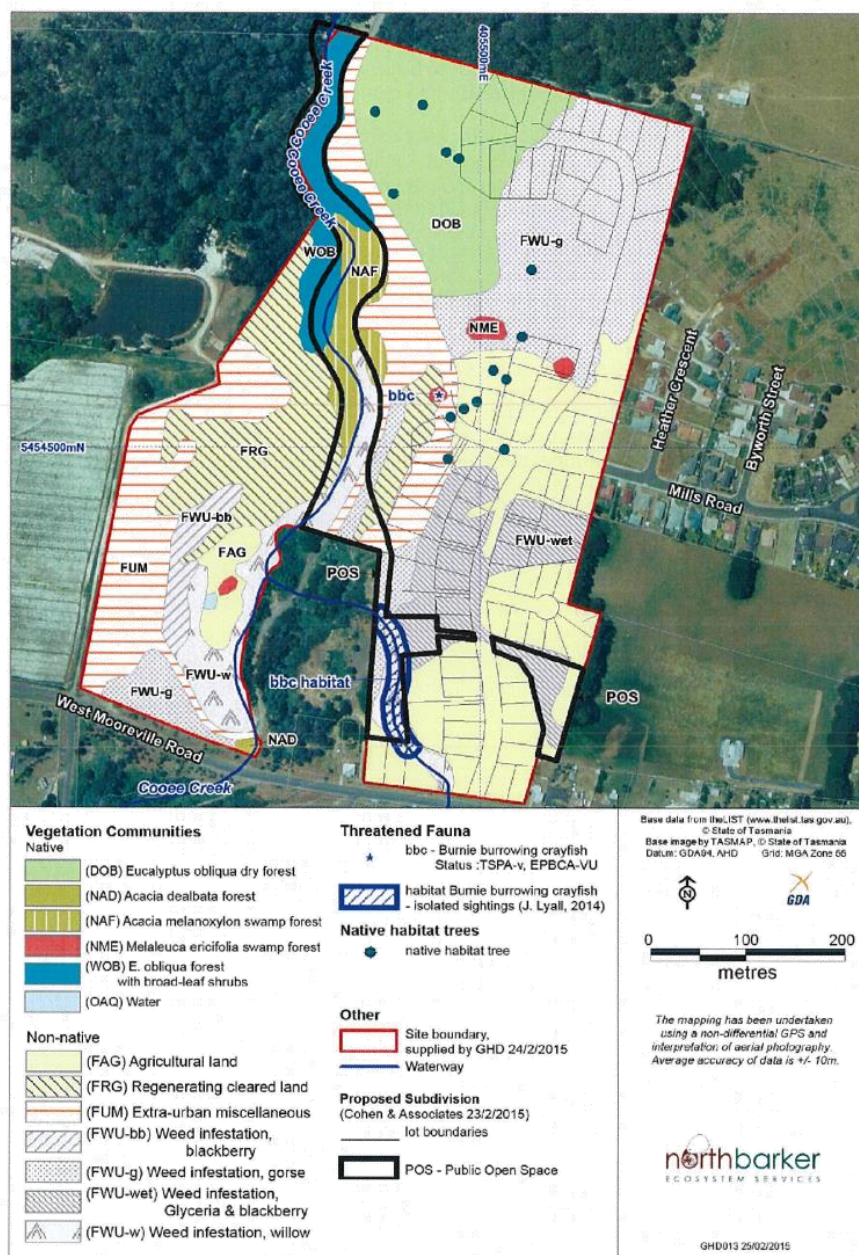 405500mE
Cooee Creek
Cooee Creek
DOB
WOB
NAF
FWU-g
NME
bbc
Heather Crescent
Byworth Street
5454500mN
FRG
Mills Road
FWU-bb
FAG
FWU-wet
FUM
POS
FWU-w
bbc habitat
FWU-g
POS
West Mooreville Road
NAD
Cooee Creek
Vegetation Communities
Native
(DOB) Eucalyptus obliqua dry forest
(NAD) Acacia dealbata forest
(NAF) Acacia melanoxylon swamp forest
(NME) Melaleuca ericifolia swamp forest
(WOB) E. obliqua forest
with broad-leaf shrubs
(OAQ) Water
Non-native
(FAG) Agricultural land
(FRG) Regenerating cleared land
(FUM) Extra-urban miscellaneous
(FWU-bb) Weed infestation,
blackberry
(FWU-g) Weed infestation, gorse
(FWU-wet) Weed infestation,
Glyceria & blackberry
(FWU-w) Weed infestation, willow
Threatened Fauna
bbc - Burnie burrowing crayfish
Status :TSPA-v, EPBCA-VU
habitat Burnie burrowing crayfish
- isolated sightings (J. Lyall, 2014)
Native habitat trees
native habitat tree
Other
Site boundary,
supplied by GHD 24/2/2015
Waterway
Proposed Subdivision
(Cohen & Associates 23/2/2015)
lot boundaries
POS - Public Open Space
Base data from theLIST (www.thelist.tas.gov.au),
© State of Tasmania
Base image by TASMAP, © State of Tasmania
Datum: GDA94, AHD Grid: MGA Zone 55
N
GDA
0 100 200
metres
The mapping has been undertaken
using a non-differential GPS and
interpretation of aerial photography.
Average accuracy of data is +/- 10m.
northbarker
ECOSYSTEM SERVICES
GHD013 25/02/2015